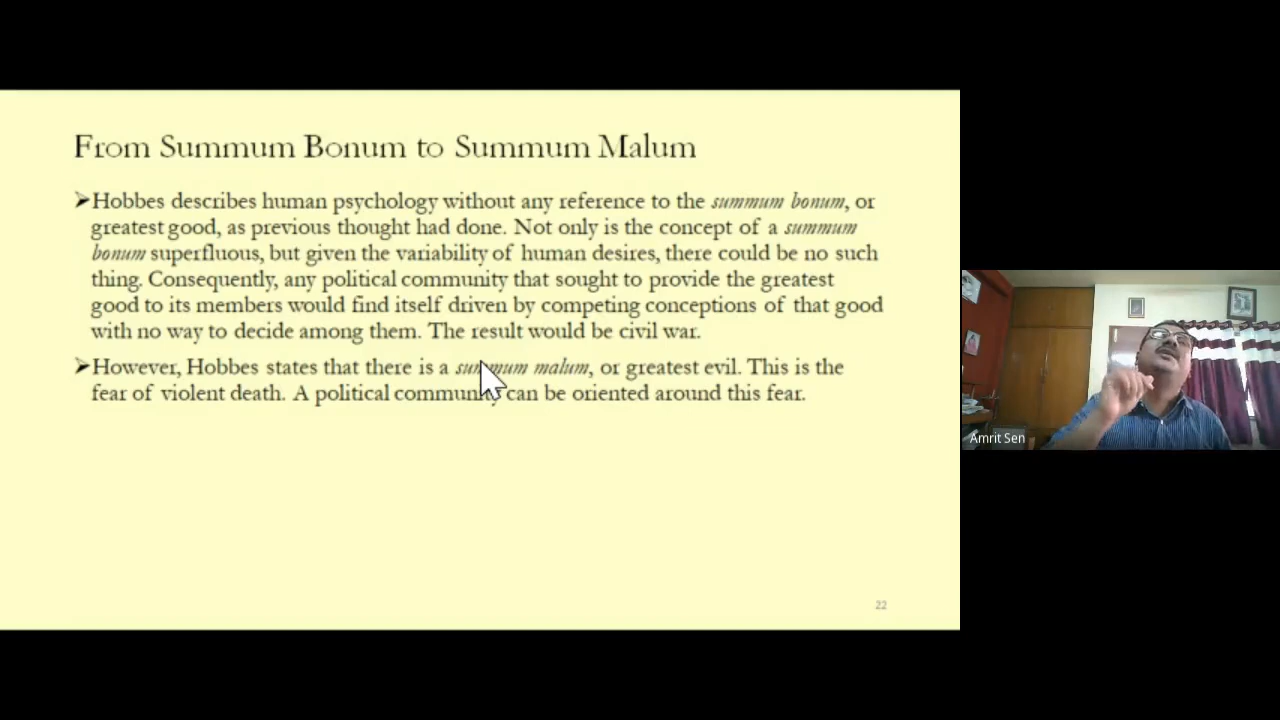 From Summum Bonum to Summum Malum
➤Hobbes describes human psychology without any reference to the summum bonum, or
greatest good, as previous thought had done. Not only is the concept of a summum
bonum superfluous, but given the variability of human desires, there could be no such
thing. Consequently, any political community that sought to provide the greatest
good to its members would find itself driven by competing conceptions of that good
with no way to decide among them. The result would be civil war.
➤However, Hobbes states that there is a summum malum, or greatest evil. This is the
fear of violent death. A political community can be oriented around this fear.
22
Amrit Sen